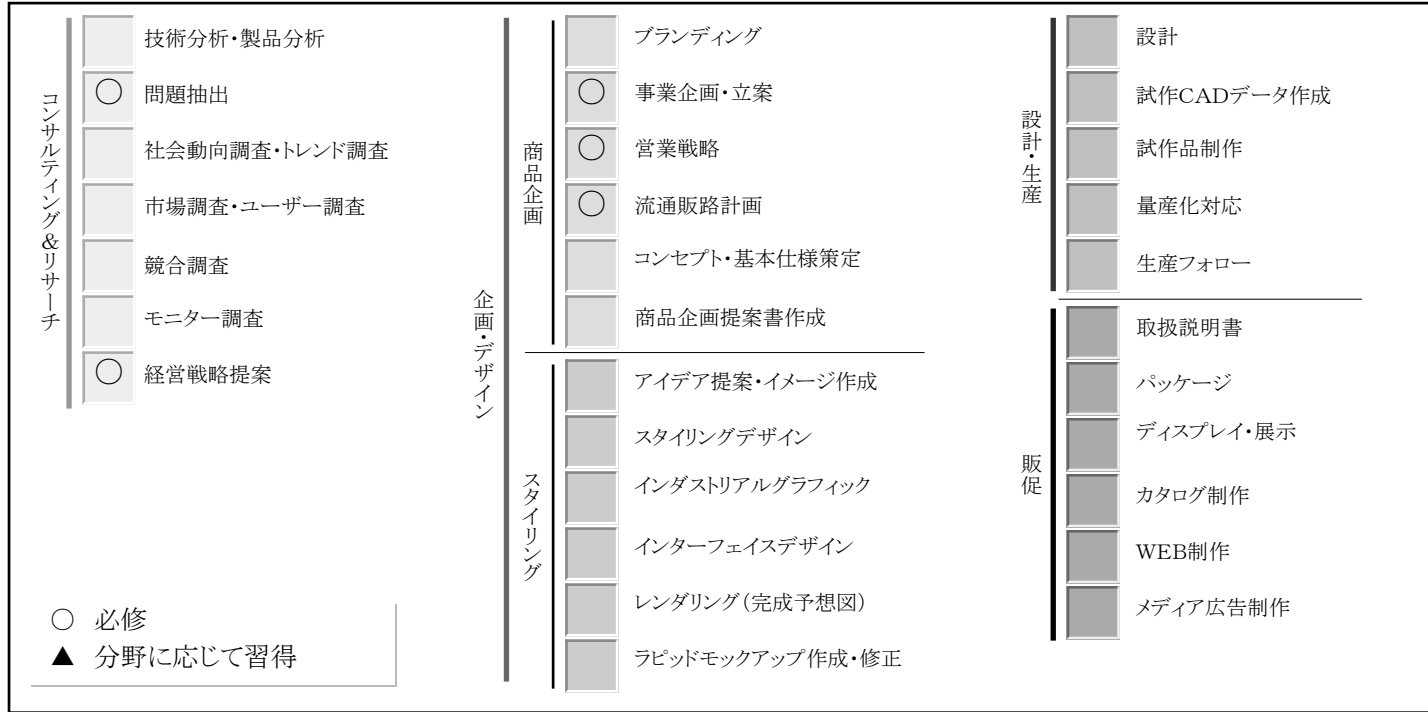 コンサルティング&リサーチ
技術分析・製品分析
○ 問題抽出
社会動向調査・トレンド調査
市場調査・ユーザー調査
競合調査
モニター調査
○ 経営戦略提案
企画・デザイン
商品企画
ブランディング
○ 事業企画・立案
○ 営業戦略
○ 流通販路計画
コンセプト・基本仕様策定
商品企画提案書作成
スタイリング
アイデア提案・イメージ作成
スタイリングデザイン
インダストリアルグラフィック
インターフェイスデザイン
レンダリング(完成予想図)
ラピッドモックアップ作成・修正
設計・生産
設計
試作CADデータ作成
試作品制作
量産化対応
生産フォロー
販促
取扱説明書
パッケージ
ディスプレイ・展示
カタログ制作
WEB制作
メディア広告制作
○ 必修
▲ 分野に応じて習得